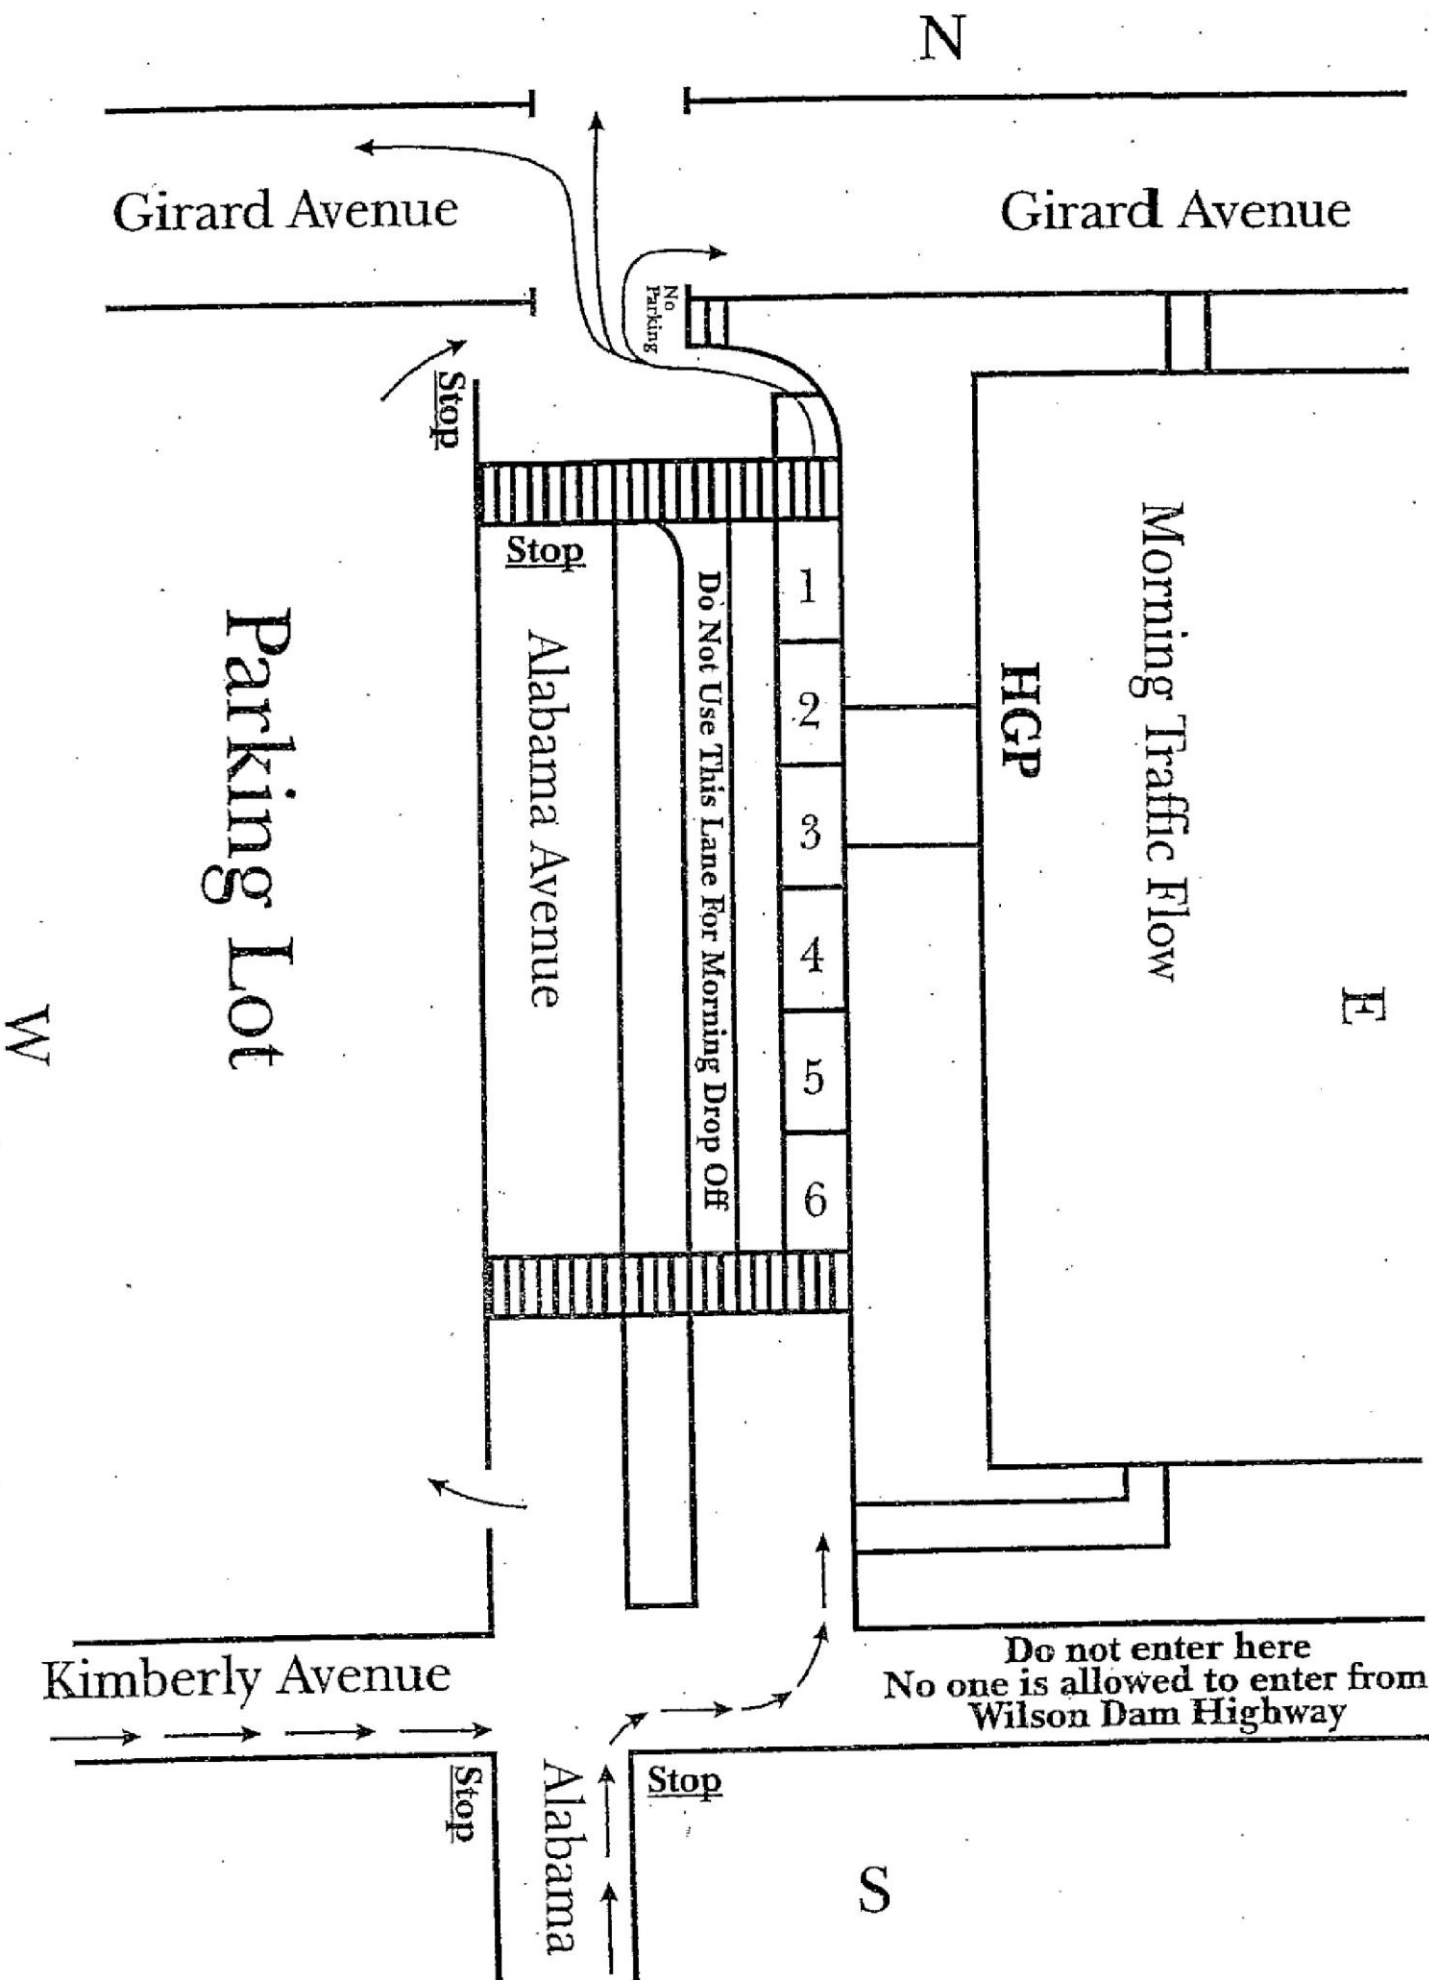 N
Girard Avenue
Girard Avenue
No
Parking
Stop
Stop
Alabama Avenue
Do Not Use This Lane For Morning Drop Off
1
2
3
4
5
6
HGP
Morning Traffic Flow
E
Parking Lot
W
Kimberly Avenue
Do not enter here
No one is allowed to enter from
Wilson Dam Highway
Stop
Alabama
Stop
S